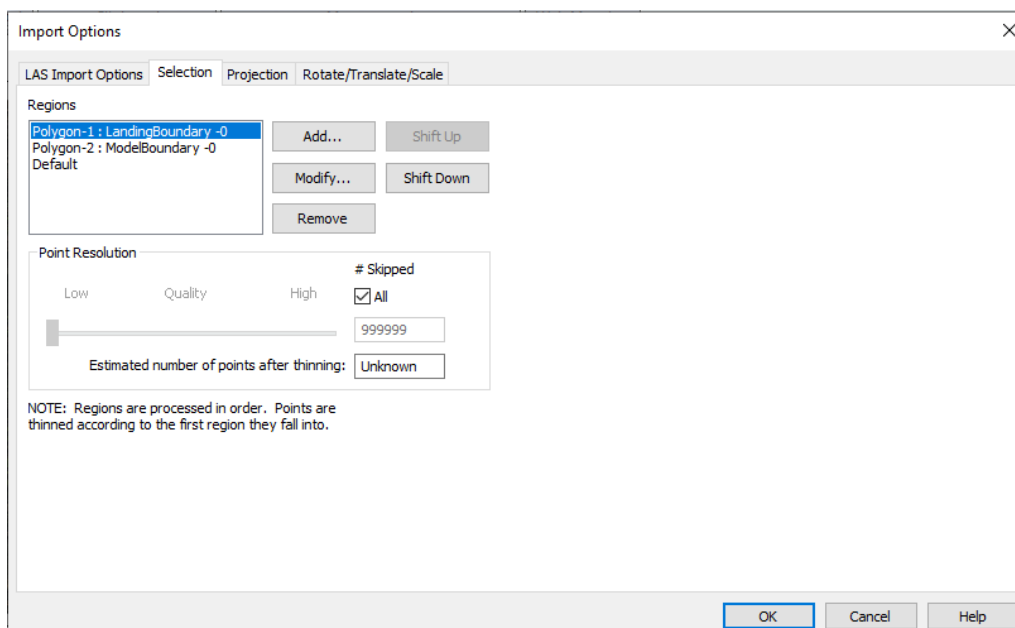 Import Options
LAS Import Options Selection Projection Rotate/Translate/Scale
Regions
Polygon-1 : LandingBoundary -0
Polygon-2 : ModelBoundary -0
Default
Add... Shift Up
Modify... Shift Down
Remove
Point Resolution
# Skipped
Low Quality High All
999999
Estimated number of points after thinning: Unknown
NOTE: Regions are processed in order. Points are
thinned according to the first region they fall into.
OK Cancel Help